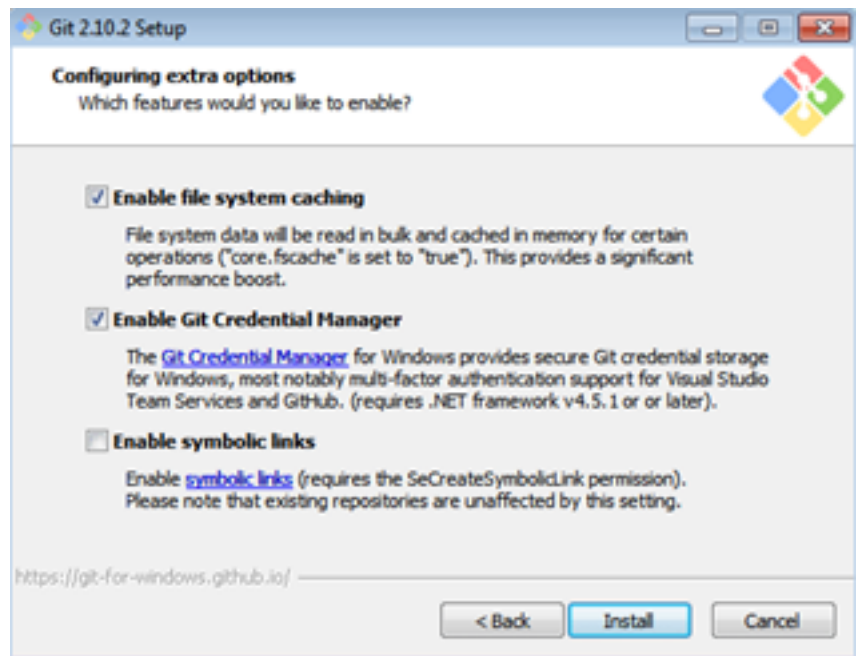 Git 2.10.2 Setup
Configuring extra options
Which features would you like to enable?
Enable file system caching
File system data will be read in bulk and cached in memory for certain
operations ("core.fscache" is set to "true"). This provides a significant
performance boost.
Enable Git Credential Manager
The Git Credential Manager for Windows provides secure Git credential storage
for Windows, most notably multi-factor authentication support for Visual Studio
Team Services and GitHub. (requires .NET framework v4.5.1 or or later).
Enable symbolic links
Enable symbolic links (requires the SeCreateSymbolicLink permission).
Please note that existing repositories are unaffected by this setting.
https://git-for-windows.github.io/
< Back
Install
Cancel